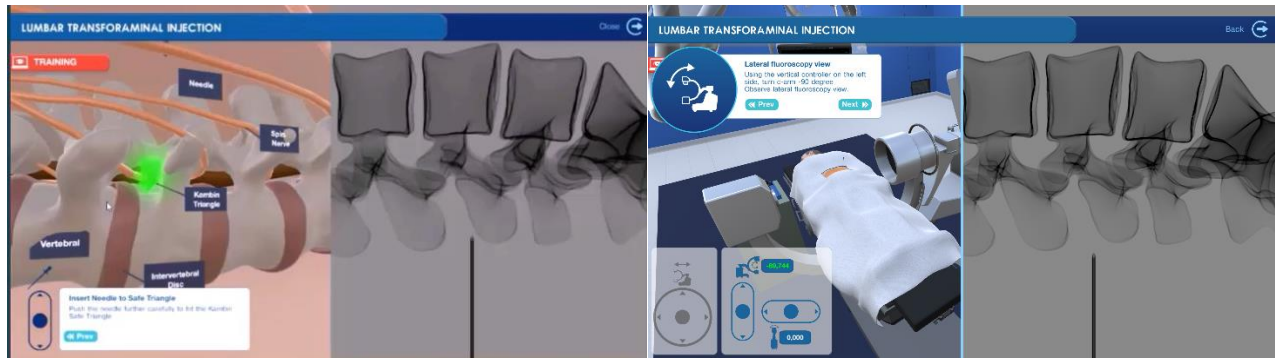 LUMBAR TRANSFORAMINAL INJECTION
Close
TRAINING
Needle
Nerve
Kambin
Triangle
Vertebral
Intervertebral
Disc
Insert Needle to Safe Triangle
Push the needle further carefully to hit the Kambin
Safe Triangle
Prev
LUMBAR TRANSFORAMINAL INJECTION
Back
Lateral fluoroscopy view
Using the vertical controller on the left
side, turn c-arm -90 degree
Observe lateral fluoroscopy view.
Prev
Next
-89,744
0,000